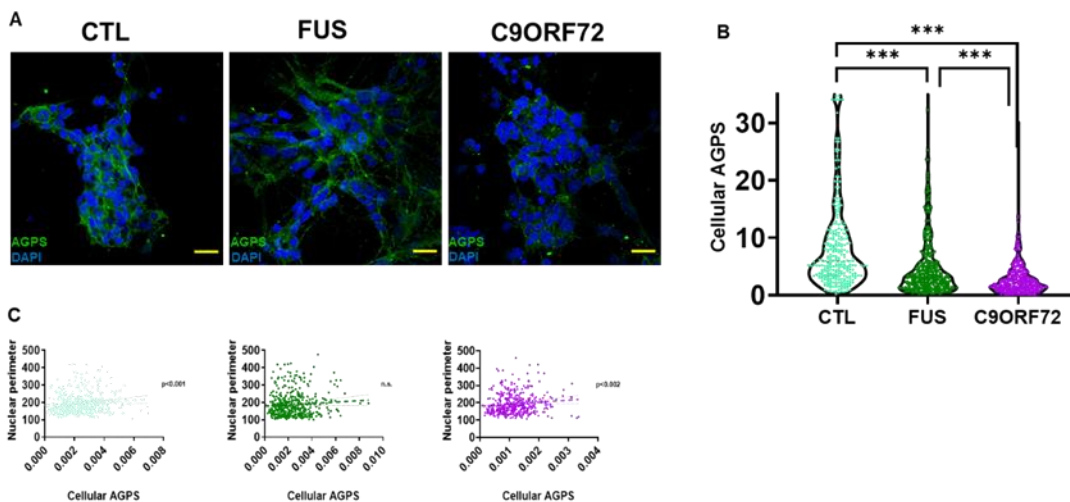 A
CTL
FUS
C9ORF72
AGPS
DAPI
AGPS
DAPI
AGPS
DAPI
B
***
***
***
Cellular AGPS
30
20
10
0
CTL
FUS
C9ORF72
C
Nuclear perimeter
500
400
300
200
100
0
p<0.001
0.000
0.002
0.004
0.006
0.008
Cellular AGPS
Nuclear perimeter
500
400
300
200
100
0
n.s.
0.000
0.002
0.004
0.006
0.008
0.010
Cellular AGPS
Nuclear perimeter
500
400
300
200
100
0
p<0.002
0.000
0.001
0.002
0.003
0.004
Cellular AGPS